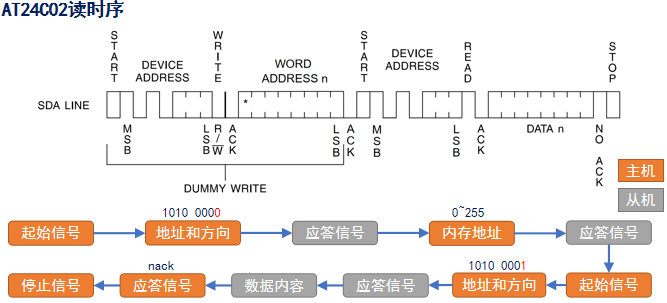 AT24C02读时序
START
DEVICE
ADDRESS
WRITE
WORD
ADDRESS n
START
DEVICE
ADDRESS
READ
STOP
SDA LINE
*
MSB
LSB
R/W
ACK
LSB
ACK
MSB
LSB
ACK
DATA n
NO ACK
DUMMY WRITE
主机
从机
1010 0000
0~255
起始信号
地址和方向
应答信号
内存地址
应答信号
nack
1010 0001
停止信号
应答信号
数据内容
应答信号
地址和方向
起始信号